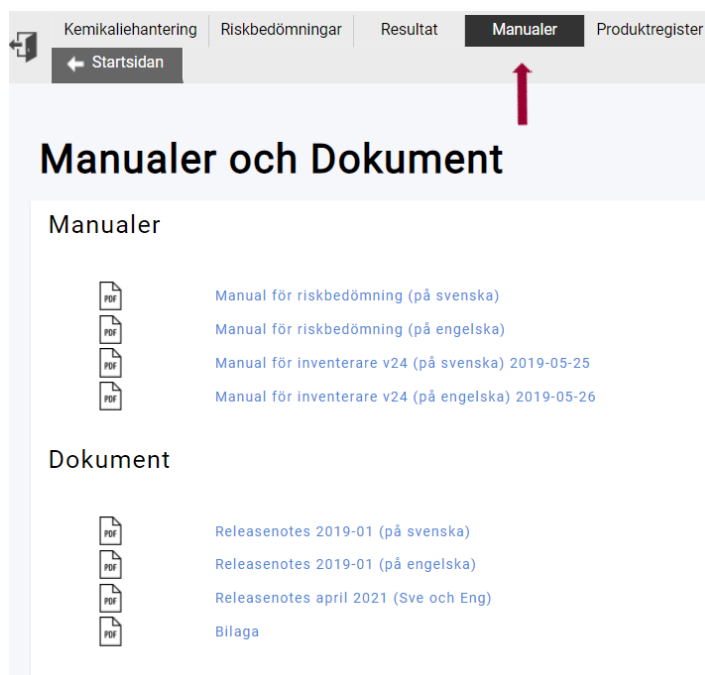 Kemikaliehantering Riskbedömningar Resultat Manualer Produktregister
Startsidan
Manualer och Dokument
Manualer
PDF Manual för riskbedömning (på svenska)
PDF Manual för riskbedömning (på engelska)
PDF Manual för inventerare v24 (på svenska) 2019-05-25
PDF Manual för inventerare v24 (på engelska) 2019-05-26
Dokument
PDF Releasenotes 2019-01 (på svenska)
PDF Releasenotes 2019-01 (på engelska)
PDF Releasenotes april 2021 (Sve och Eng)
PDF Bilaga